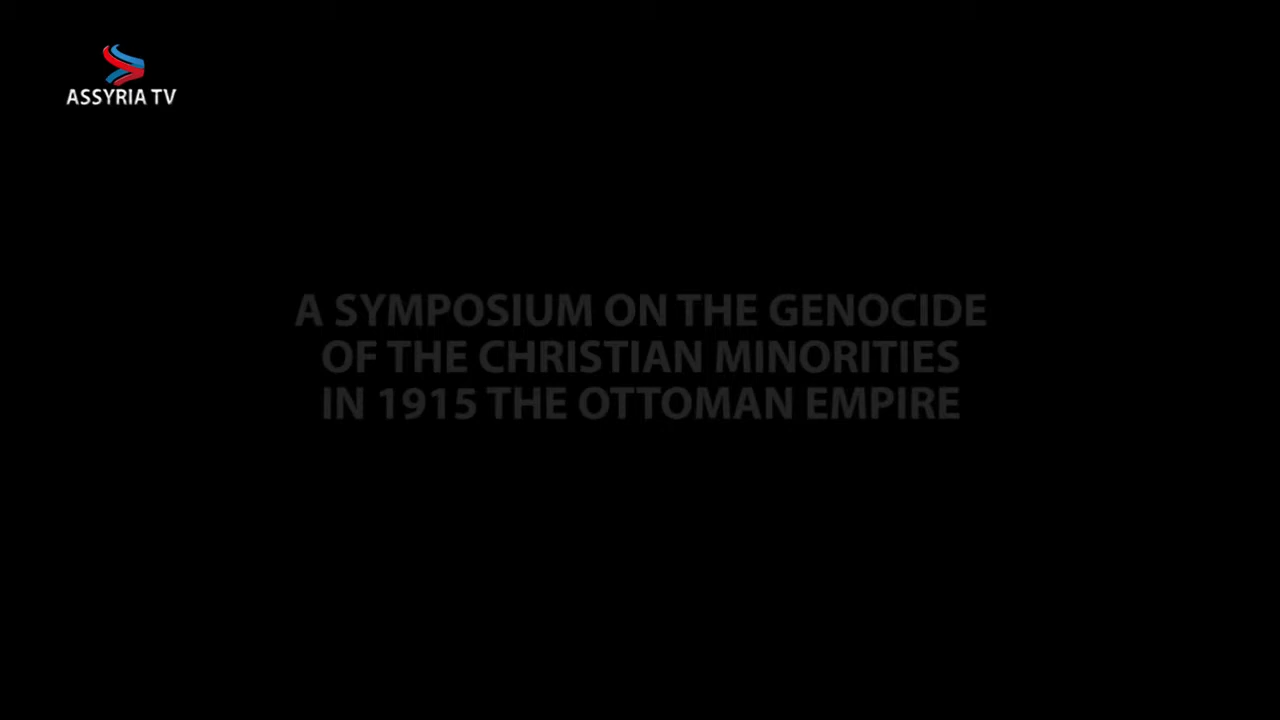 ASSYRIA TV
A SYMPOSIUM ON THE GENOCIDE
OF THE CHRISTIAN MINORITIES
IN 1915 THE OTTOMAN EMPIRE